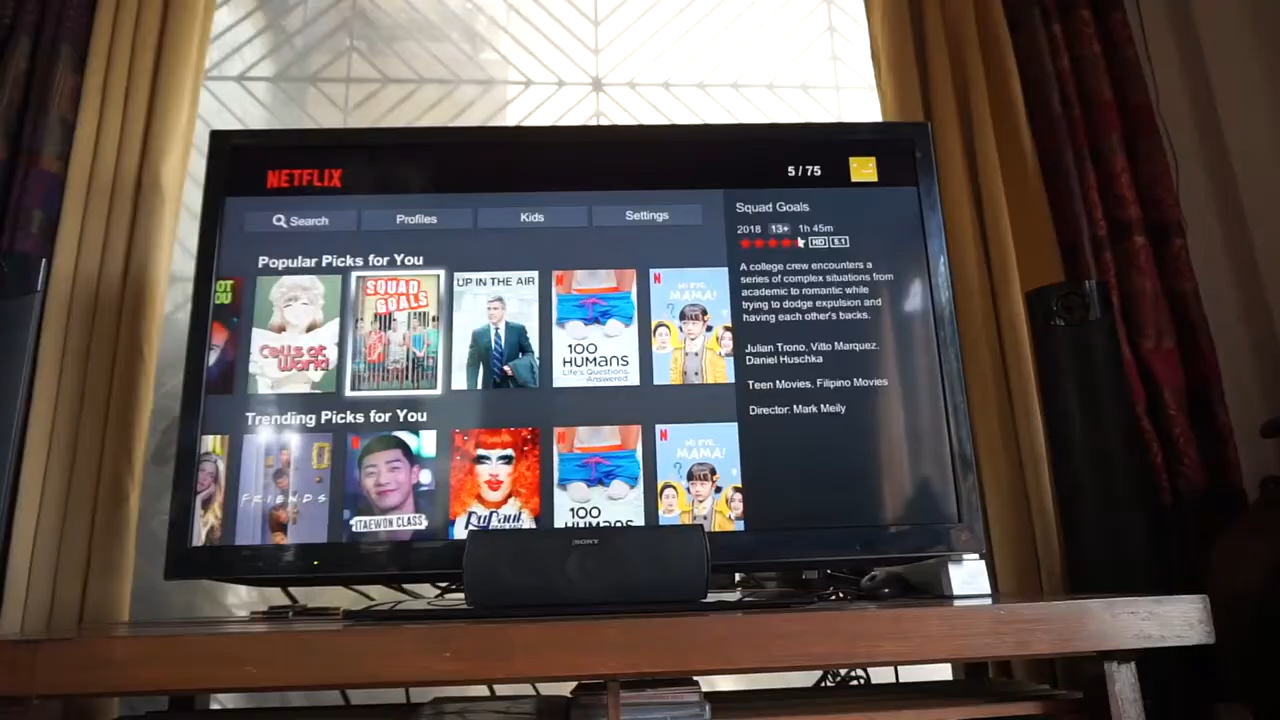 NETFLIX
5 / 75
Search
Profiles
Kids
Settings
Popular Picks for You
Cells at Work!
SQUAD GOALS
UP IN THE AIR
100 HUMANS
Life's Questions. Answered.
N
HI BYE, MAMA!
Trending Picks for You
FRIENDS
ITAEWON CLASS
RuPaul's
N
100 HUMANS
N
HI BYE, MAMA!
Squad Goals
2018 13+ 1h 45m
HD 5.1
A college crew encounters a
series of complex situations from
academic to romantic while
trying to dodge expulsion and
having each other's backs.
Julian Trono, Vitto Marquez,
Daniel Huschka
Teen Movies, Filipino Movies
Director: Mark Meily
SONY